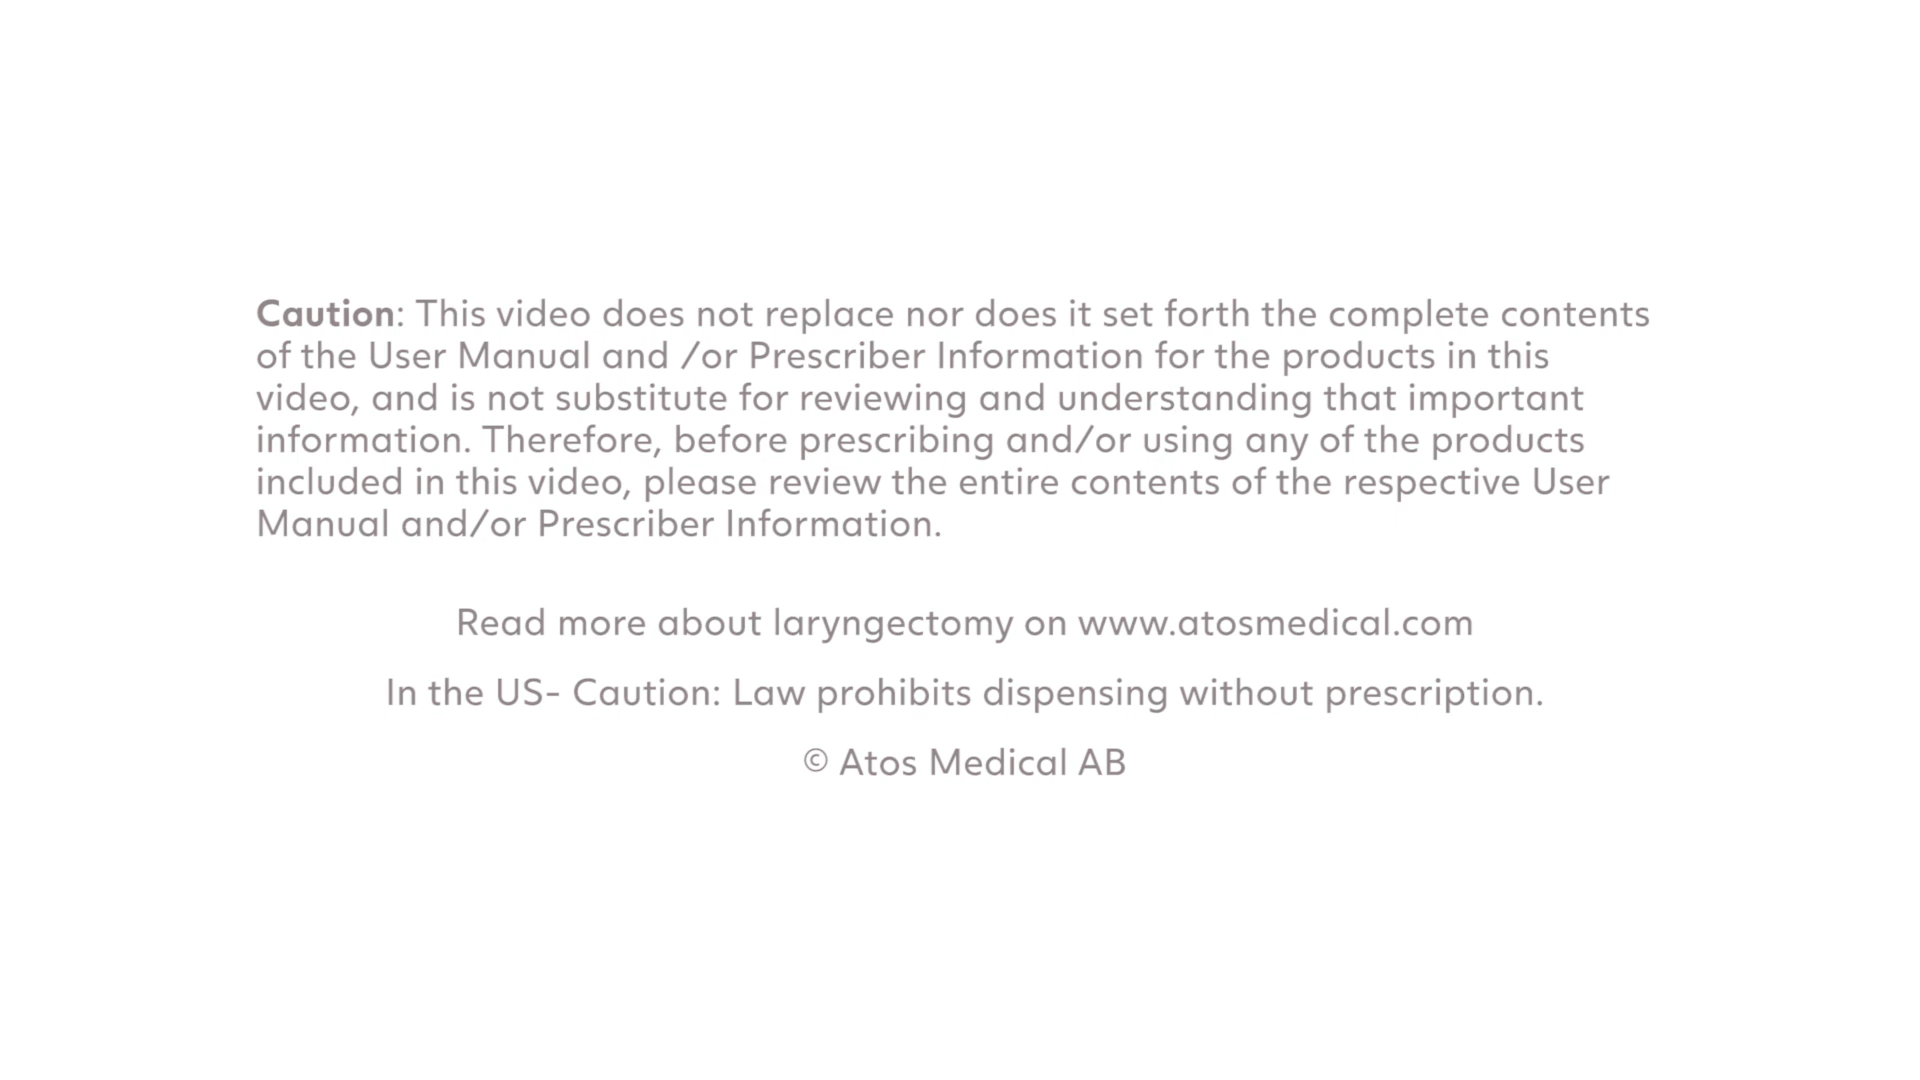 Caution: This video does not replace nor does it set forth the complete contents
of the User Manual and /or Prescriber Information for the products in this
video, and is not substitute for reviewing and understanding that important
information. Therefore, before prescribing and/or using any of the products
included in this video, please review the entire contents of the respective User
Manual and/or Prescriber Information.
Read more about laryngectomy on www.atosmedical.com
In the US- Caution: Law prohibits dispensing without prescription.
© Atos Medical AB